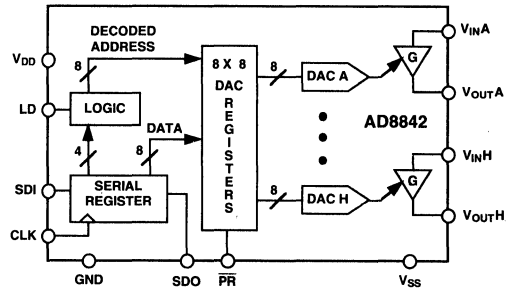 DECODED
ADDRESS
VDD
8
8 X 8
DAC
REGISTERS
8
DAC A
G
VINA
VOUTA
LD
LOGIC
DATA
AD8842
4
8
SDI
SERIAL
REGISTER
8
DAC H
G
VINH
VOUTH
CLK
GND
SDO
PR
VSS